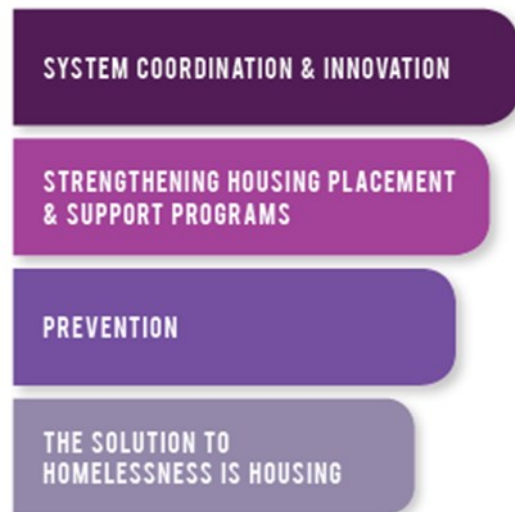 SYSTEM COORDINATION & INNOVATION
STRENGTHENING HOUSING PLACEMENT
& SUPPORT PROGRAMS
PREVENTION
THE SOLUTION TO
HOMELESSNESS IS HOUSING